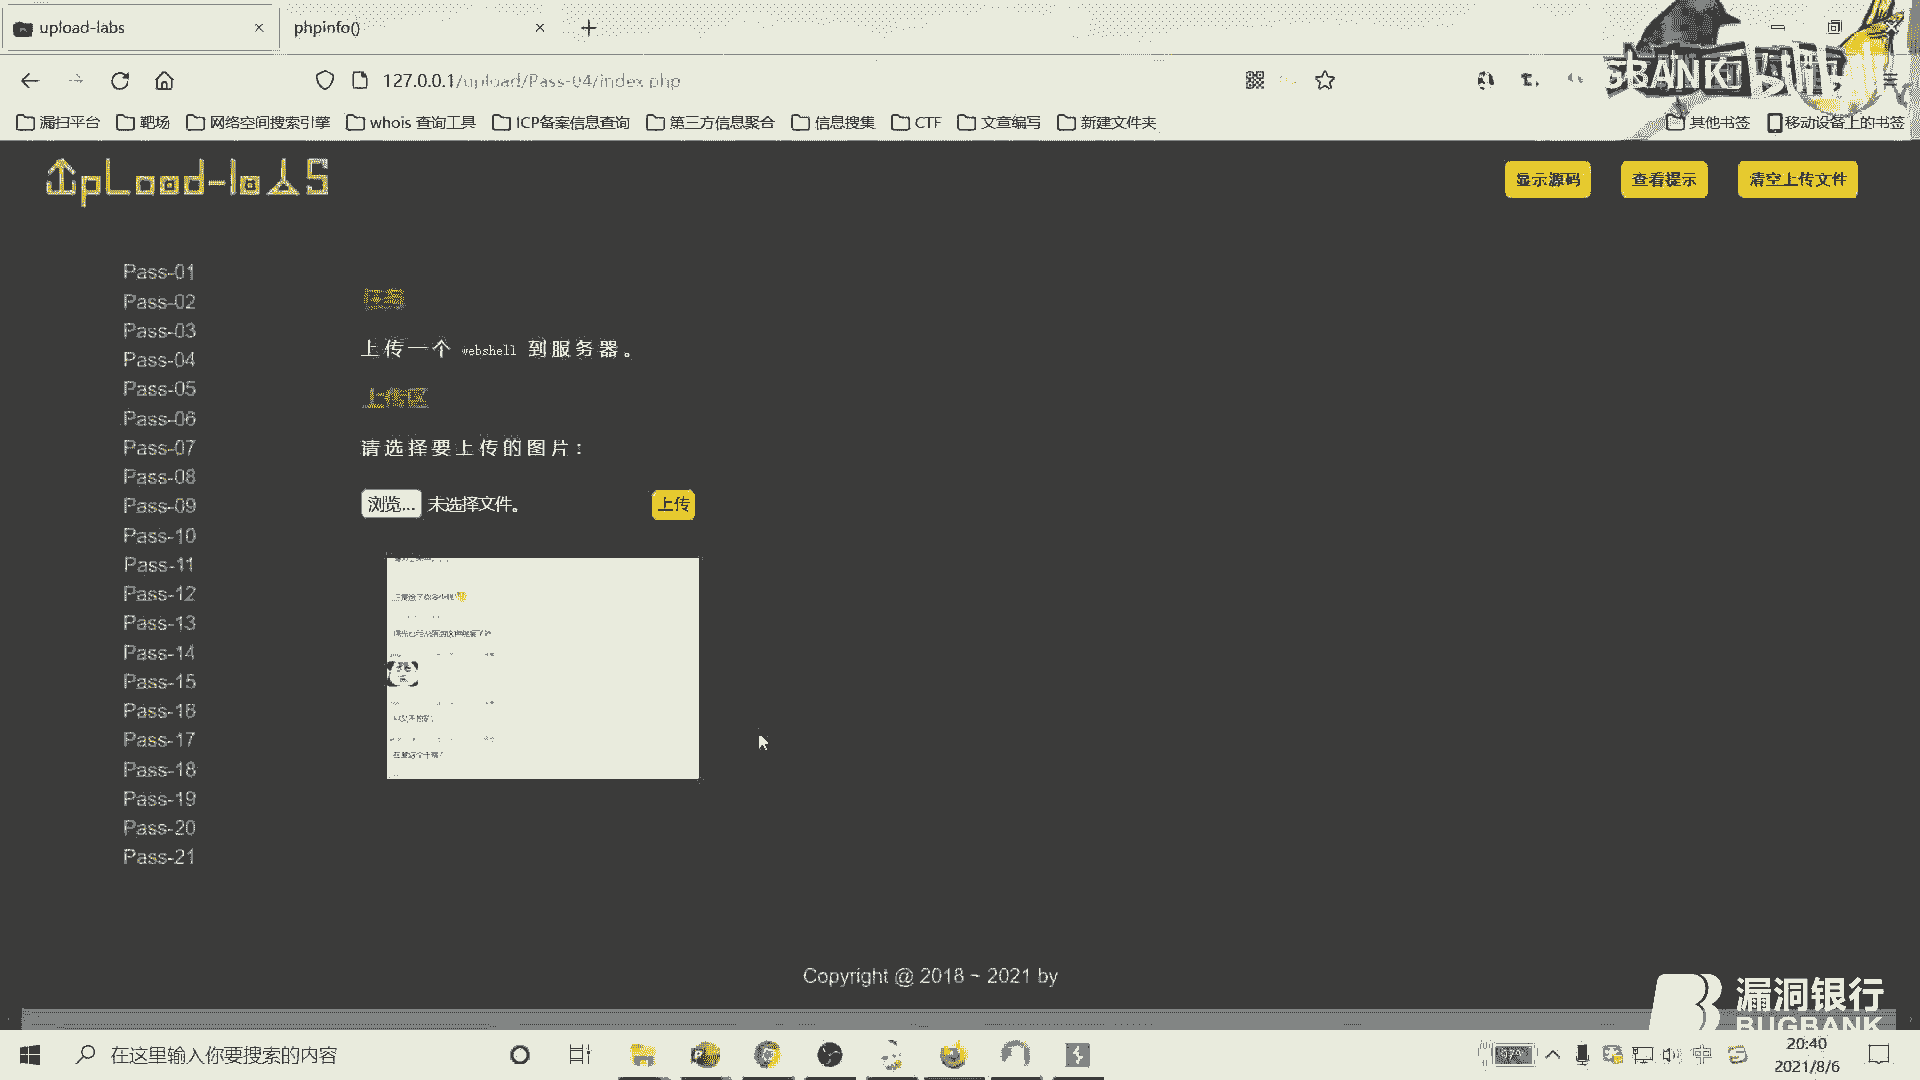 upload-labs
phpinfo()
127.0.0.1/upload/Pass-04/index.php
漏扫平台
靶场
网络空间搜索引擎
whois 查询工具
ICP备案信息查询
第三方信息聚合
信息搜集
CTF
文章编写
新建文件夹
其他书签
移动设备上的书签
UpLoad-labs
显示源码
查看提示
清空上传文件
Pass-01
Pass-02
Pass-03
Pass-04
Pass-05
Pass-06
Pass-07
Pass-08
Pass-09
Pass-10
Pass-11
Pass-12
Pass-13
Pass-14
Pass-15
Pass-16
Pass-17
Pass-18
Pass-19
Pass-20
Pass-21
任务
上传一个 webshell 到服务器。
上传区
请选择要上传的图片：
浏览... 未选择文件。
上传
Copyright @ 2018 ~ 2021 by
漏洞银行
BUGBANK
在这里输入你要搜索的内容
中
20:40
2021/8/6